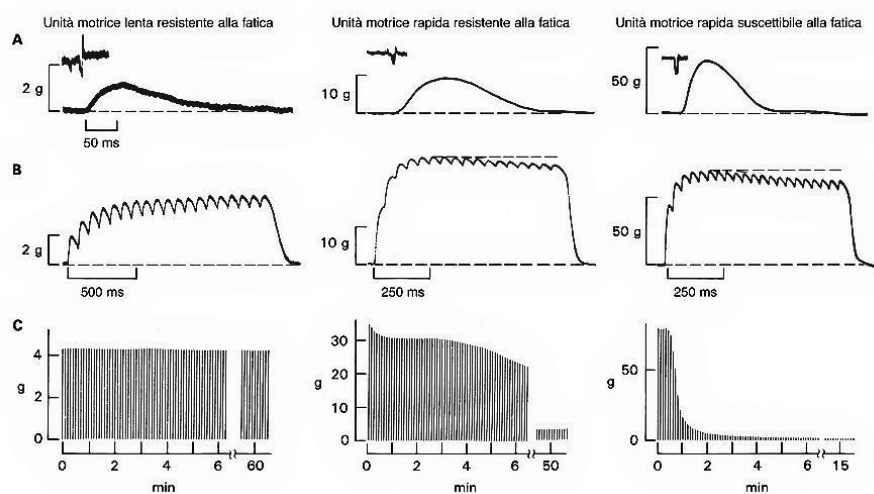 Unità motrice lenta resistente alla fatica Unità motrice rapida resistente alla fatica Unità motrice rapida suscettibile alla fatica
A
2 g 10 g 50 g
50 ms
B
2 g 10 g 50 g
500 ms 250 ms 250 ms
C
4 30 50
g 20 g
2 10
0 0 0
0 2 4 6 60 0 2 4 6 50 0 2 4 6 15
min min min